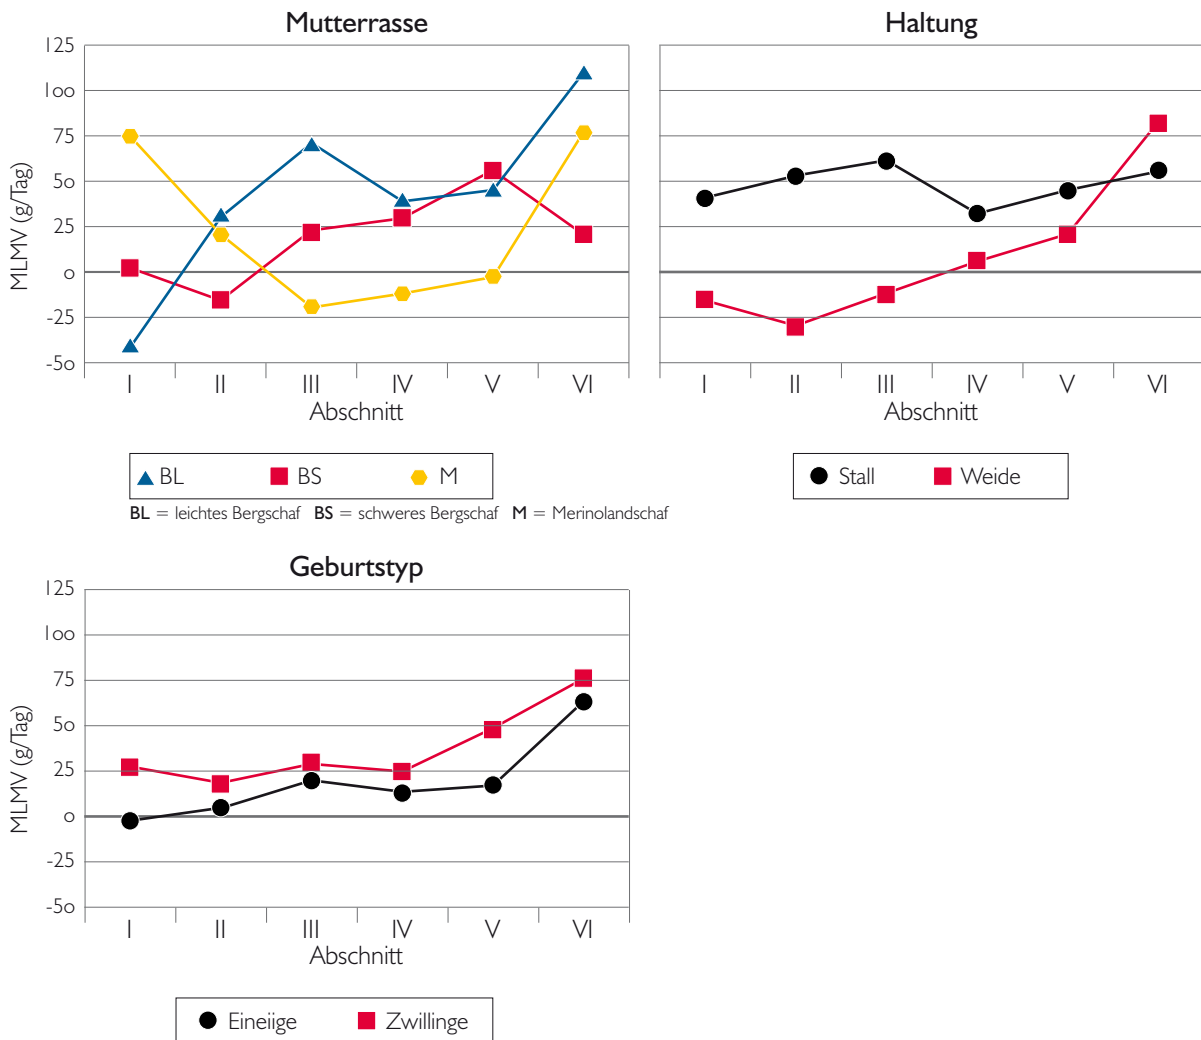 Mutterrasse
125
100
75
50
25
0
-25
-50
MLMV (g/Tag)
I II III IV V VI
Abschnitt
BL BS M
BL = leichtes Bergschaf BS = schweres Bergschaf M = Merinolandschaf
Haltung
I II III IV V VI
Abschnitt
Stall Weide
Geburtstyp
125
100
75
50
25
0
-25
-50
MLMV (g/Tag)
I II III IV V VI
Abschnitt
Eineiige Zwillinge